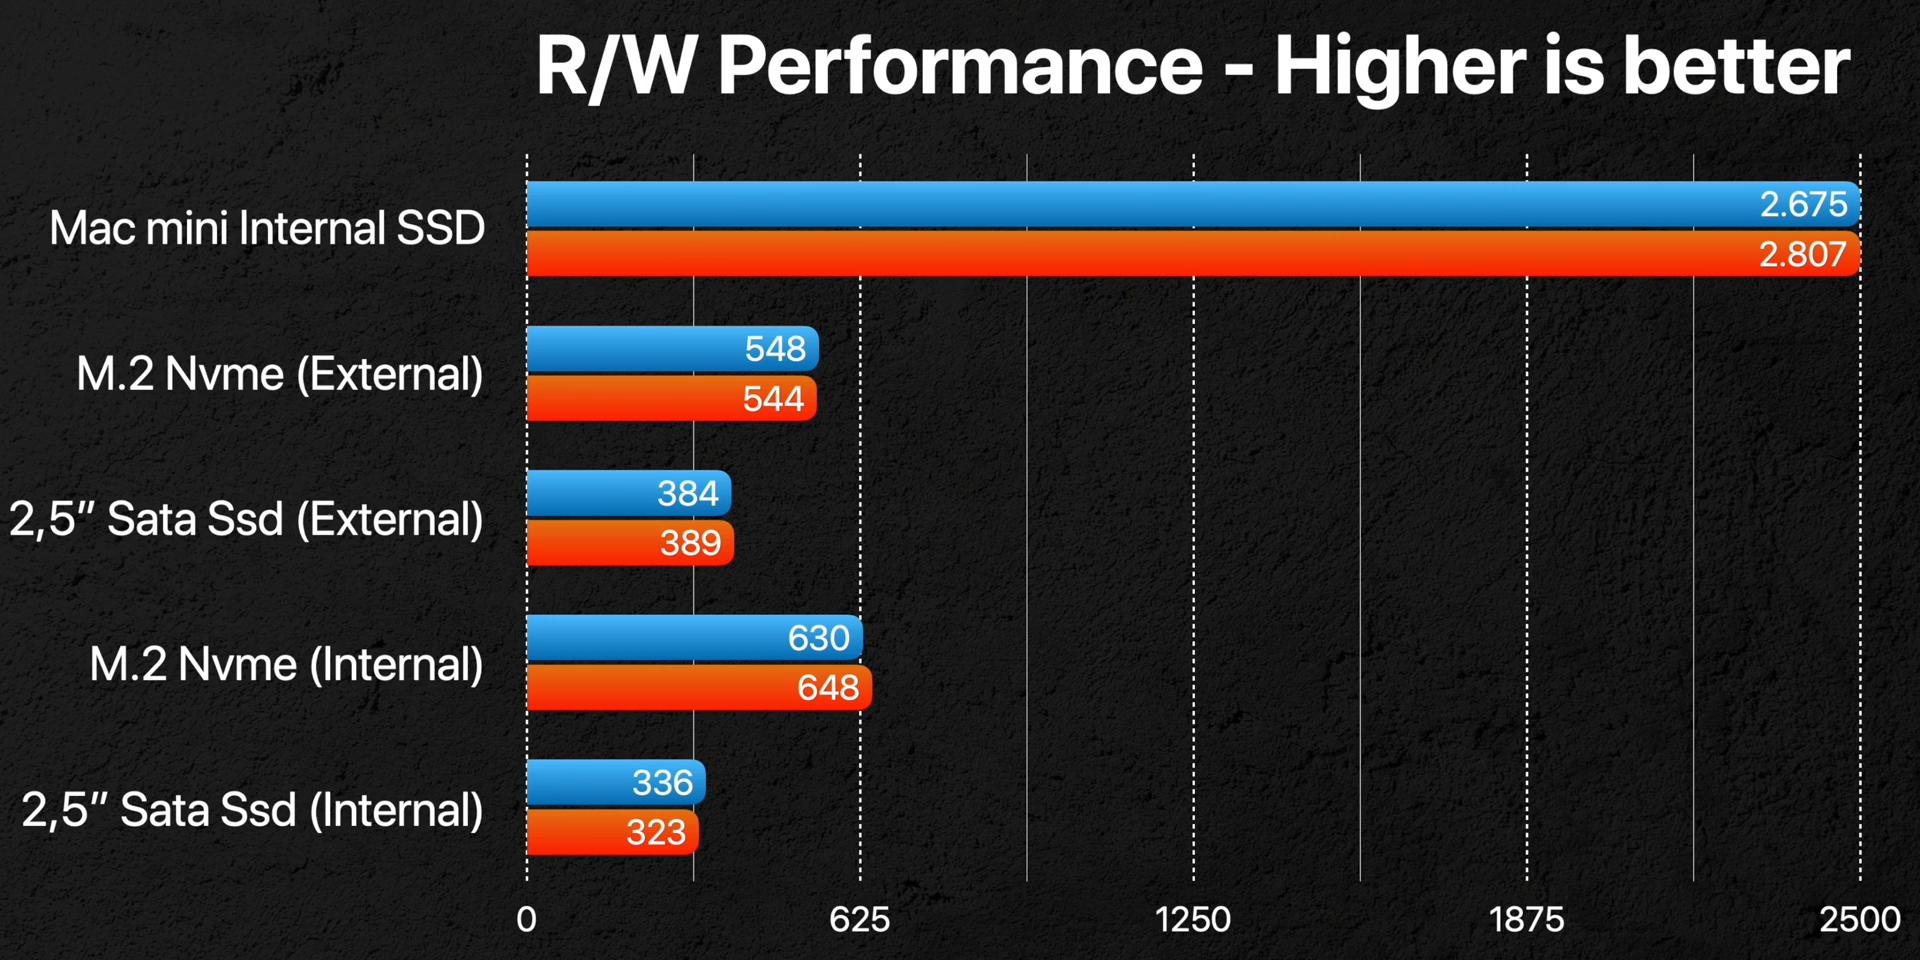 R/W Performance - Higher is better
Mac mini Internal SSD
2.675
2.807
M.2 Nvme (External)
548
544
2,5” Sata Ssd (External)
384
389
M.2 Nvme (Internal)
630
648
2,5” Sata Ssd (Internal)
336
323
0 625 1250 1875 2500